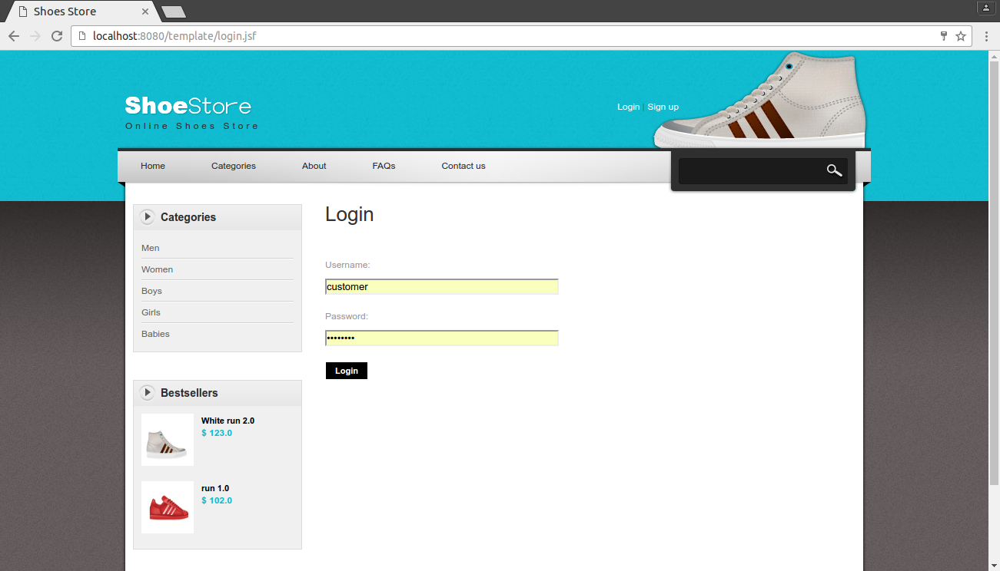 Shoes Store
localhost:8080/template/login.jsf
ShoeStore
Online Shoes Store
Login | Sign up
Home Categories About FAQs Contact us
Categories
Men
Women
Boys
Girls
Babies
Bestsellers
White run 2.0
$ 123.0
run 1.0
$ 102.0
Login
Username:
customer
Password:
••••••••
Login